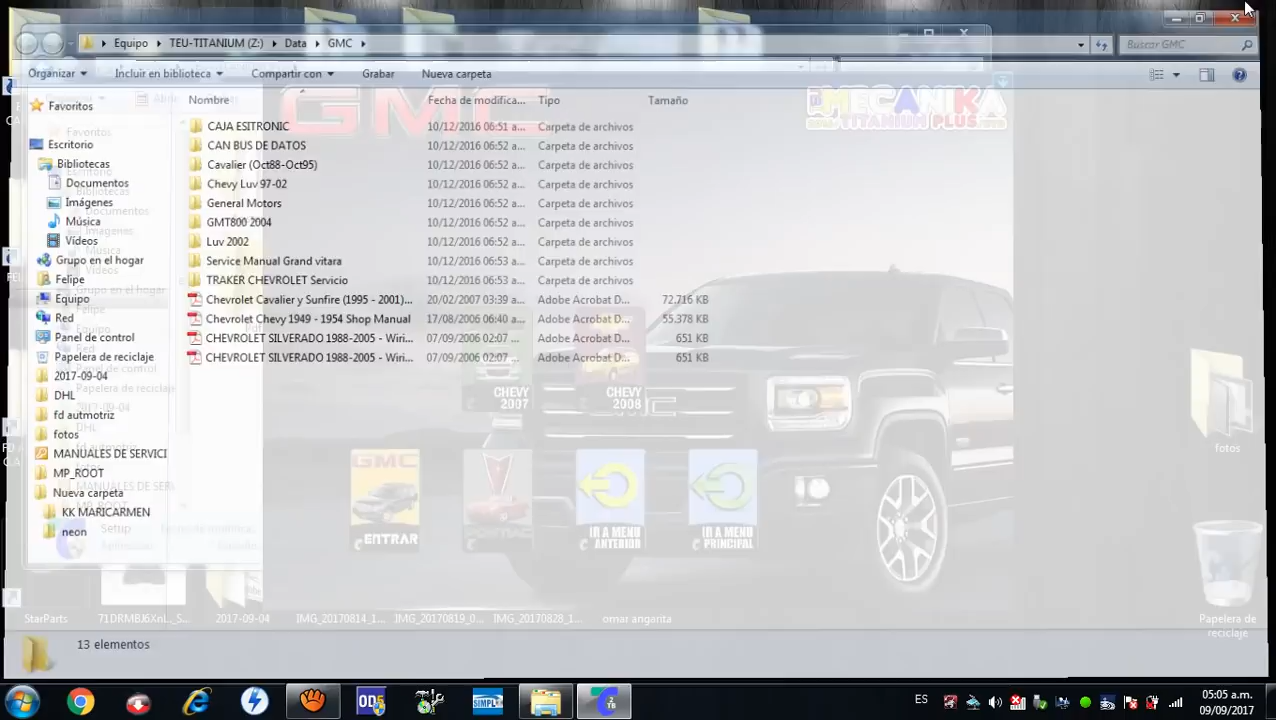 Equipo
TEU-TITANIUM (Z:)
Data
GMC
Buscar GMC
Organizar
Incluir en biblioteca
Compartir con
Grabar
Nueva carpeta
Nombre
Fecha de modifica...
Tipo
Tamaño
GMC
MECANIKA
TITANIUM PLUS
Favoritos
Escritorio
Bibliotecas
Documentos
Imágenes
Música
Vídeos
Grupo en el hogar
Felipe
Equipo
Red
Panel de control
Papelera de reciclaje
2017-09-04
DHL
fd autmotriz
fotos
MANUALES DE SERVICI
MP_ROOT
Nueva carpeta
KK MARICARMEN
neon
CAJA ESITRONIC 10/12/2016 06:51 a... Carpeta de archivos
CAN BUS DE DATOS 10/12/2016 06:52 a... Carpeta de archivos
Cavalier (Oct88-Oct95) 10/12/2016 06:52 a... Carpeta de archivos
Chevy Luv 97-02 10/12/2016 06:52 a... Carpeta de archivos
General Motors 10/12/2016 06:52 a... Carpeta de archivos
GMT800 2004 10/12/2016 06:52 a... Carpeta de archivos
Luv 2002 10/12/2016 06:52 a... Carpeta de archivos
Service Manual Grand vitara 10/12/2016 06:53 a... Carpeta de archivos
TRAKER CHEVROLET Servicio 10/12/2016 06:53 a... Carpeta de archivos
Chevrolet Cavalier y Sunfire (1995 - 2001)... 20/02/2007 03:39 a... Adobe Acrobat D... 72.716 KB
Chevrolet Chevy 1949 - 1954 Shop Manual 17/08/2006 06:40 a... Adobe Acrobat D... 55.378 KB
CHEVROLET SILVERADO 1988-2005 - Wiri... 07/09/2006 02:07 ... Adobe Acrobat D... 651 KB
CHEVROLET SILVERADO 1988-2005 - Wiri... 07/09/2006 02:07 ... Adobe Acrobat D... 651 KB
CHEVY
2007
CHEVY
2008
GMC
ENTRAR
PONTIAC
IR A MENU
ANTERIOR
IR A MENU
PRINCIPAL
Setup
fotos
StarParts
71DRMBJ6XnL._S...
2017-09-04
IMG_20170814_1...
IMG_20170819_0...
IMG_20170828_1...
omar angarita
Papelera de
reciclaje
13 elementos
SIMPLO
ES
05:05 a.m.
09/09/2017